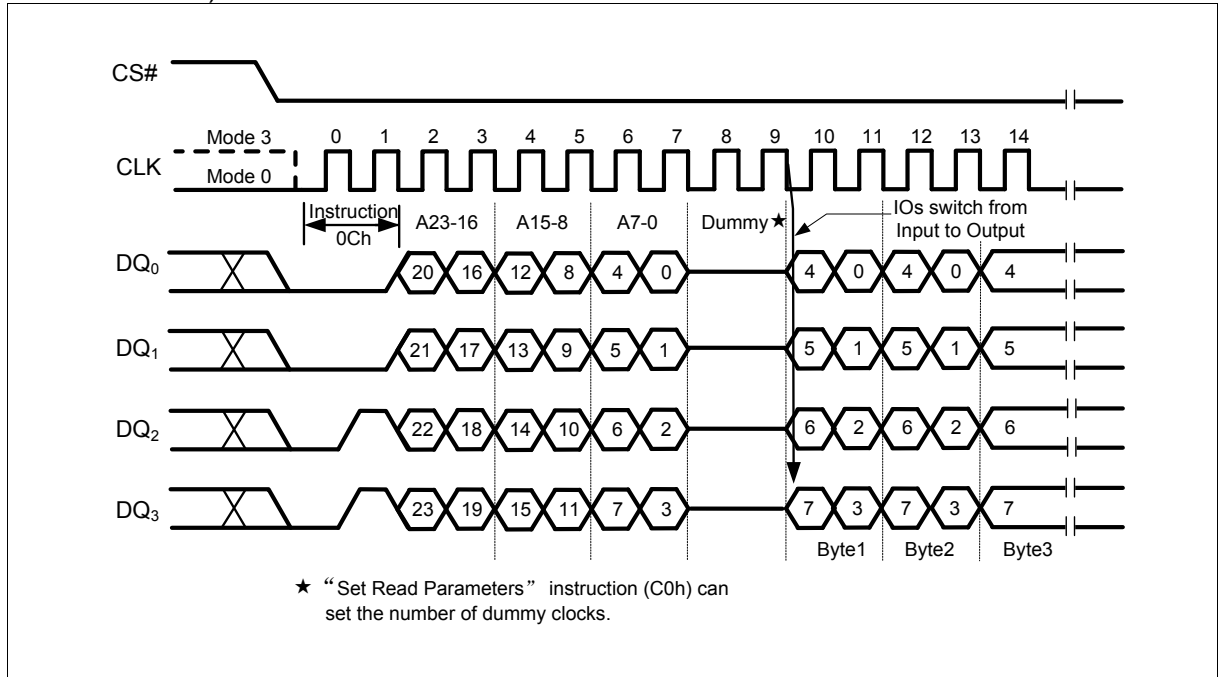 CS#
Mode 3
0 1 2 3 4 5 6 7 8 9 10 11 12 13 14
CLK
Mode 0
Instruction
0Ch
A23-16 A15-8 A7-0 Dummy★
IOs switch from
Input to Output
DQ0 20 16 12 8 4 0 4 0 4 0 4
DQ1 21 17 13 9 5 1 5 1 5 1 5
DQ2 22 18 14 10 6 2 6 2 6 2 6
DQ3 23 19 15 11 7 3 7 3 7 3 7
Byte1 Byte2 Byte3
★ “Set Read Parameters” instruction (C0h) can
set the number of dummy clocks.